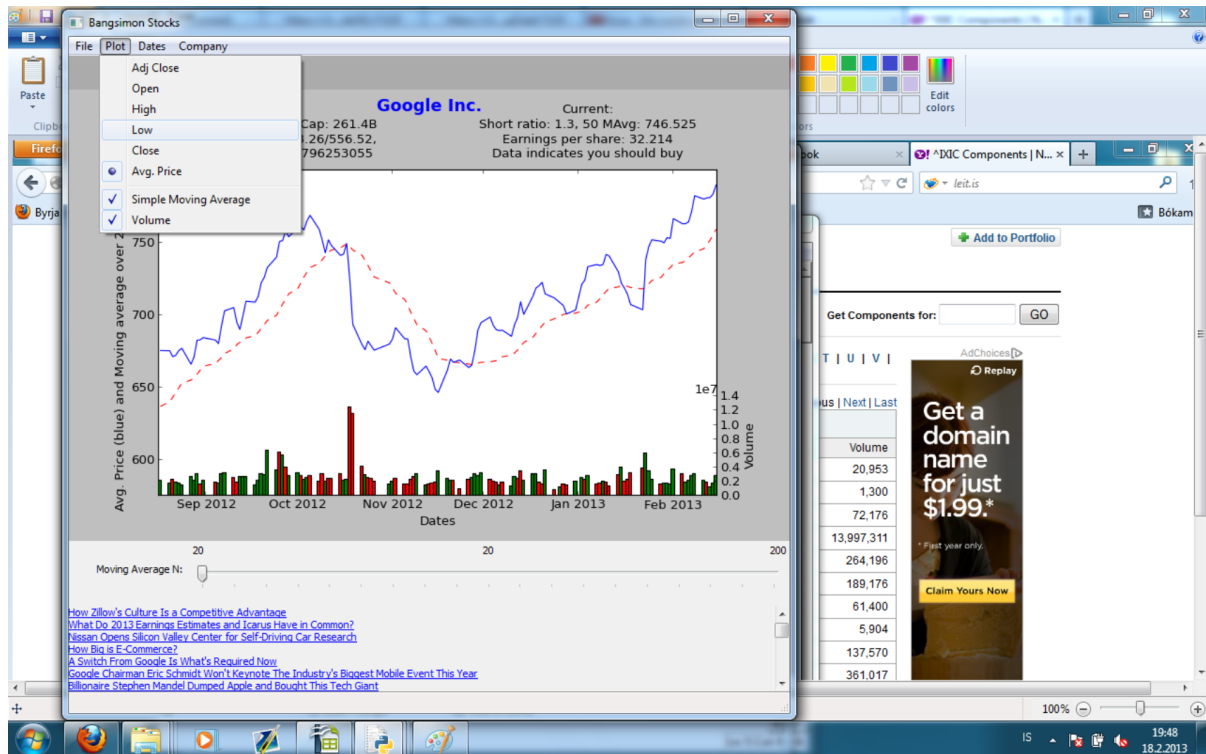 Bangsimon Stocks
File Plot Dates Company
Adj Close
Open
High
Low
Close
Avg. Price
Simple Moving Average
Volume
Google Inc.
Cap: 261.4B
.26/556.52,
796253055
Current:
Short ratio: 1.3, 50 MAvg: 746.525
Earnings per share: 32.214
Data indicates you should buy
Avg. Price (blue) and Moving average over 2
750
700
650
600
1e7
1.4
1.2
1.0
0.8
0.6
0.4
0.2
0.0
Volume
Sep 2012 Oct 2012 Nov 2012 Dec 2012 Jan 2013 Feb 2013
Dates
20 20 200
Moving Average N:
How Zillow's Culture Is a Competitive Advantage
What Do 2013 Earnings Estimates and Icarus Have in Common?
Nissan Opens Silicon Valley Center for Self-Driving Car Research
How Big is E-Commerce?
A Switch From Google Is What's Required Now
Google Chairman Eric Schmidt Won't Keynote The Industry's Biggest Mobile Event This Year
Billionaire Stephen Mandel Dumped Apple and Bought This Tech Giant
Paste
Clipb
Firef
Byrja
Edit
colors
ors
ook
^IXIC Components | N...
leit.is
Bókam
Add to Portfolio
Get Components for: GO
T | U | V |
us | Next | Last
Volume
20,953
1,300
72,176
13,997,311
264,196
189,176
61,400
5,904
137,570
361,017
AdChoices
Replay
Get a
domain
name
for just
$1.99.*
* First year only.
Claim Yours Now
100%
IS
19:48
18.2.2013